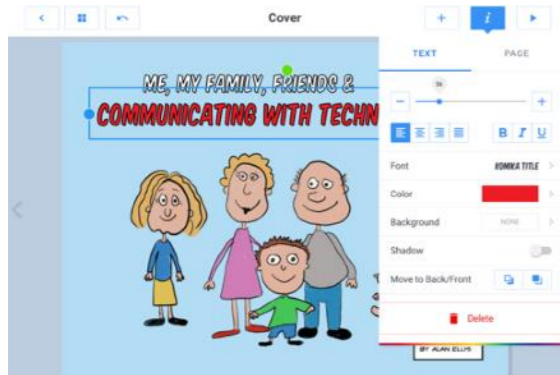 Cover
TEXT PAGE
ME, MY FAMILY, FRIENDS &
COMMUNICATING WITH TECHN
B I U
Font KOMIKA TITLE
Color
Background NONE
Shadow
Move to Back/Front
Delete
BY ALAN ELLIS